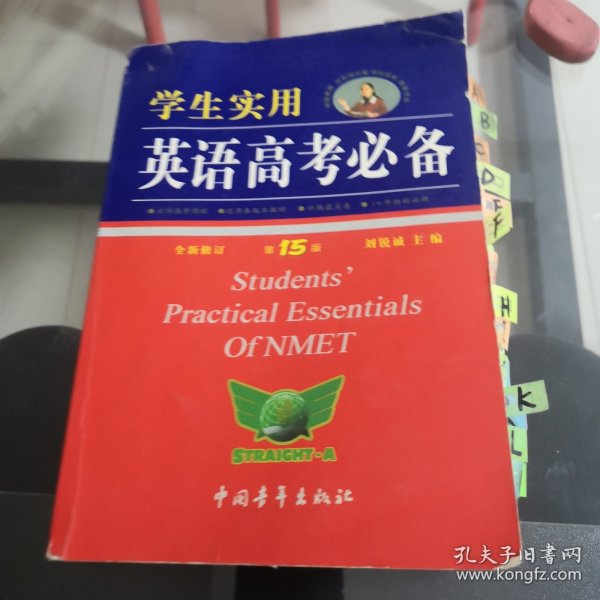 学生实用
英语高考必备
全新修订 第15版 刘锐诚 主编
Students'
Practical Essentials
Of NMET
STRAIGHT·A
中国青年出版社
B
C
D
E
F
H
K
L
孔夫子旧书网
www.kongfz.com